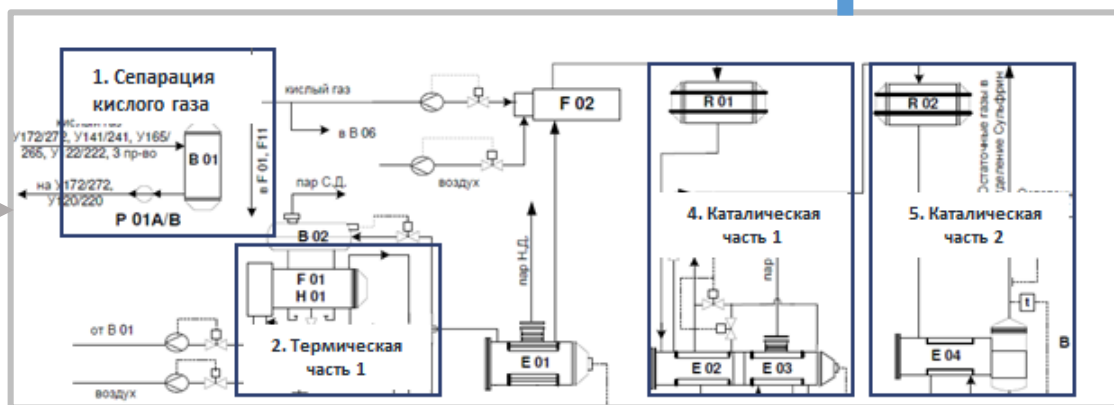 1. Сепарация
кислого газа
У172/272, У141/241, У165/
265, У122/222, 3 пр-во
B 01
на У172/272,
У120/220
P 01A/B
в F 01, F11
кислый газ
в В 06
воздух
F 02
пар С.Д.
B 02
F 01
H 01
от В 01
2. Термическая
часть 1
воздух
пар Н.Д.
E 01
R 01
4. Каталическая
часть 1
пар
E 02
E 03
R 02
Остаточные газы в
отделение Сульфрин
5. Каталическая
часть 2
t
E 04
В